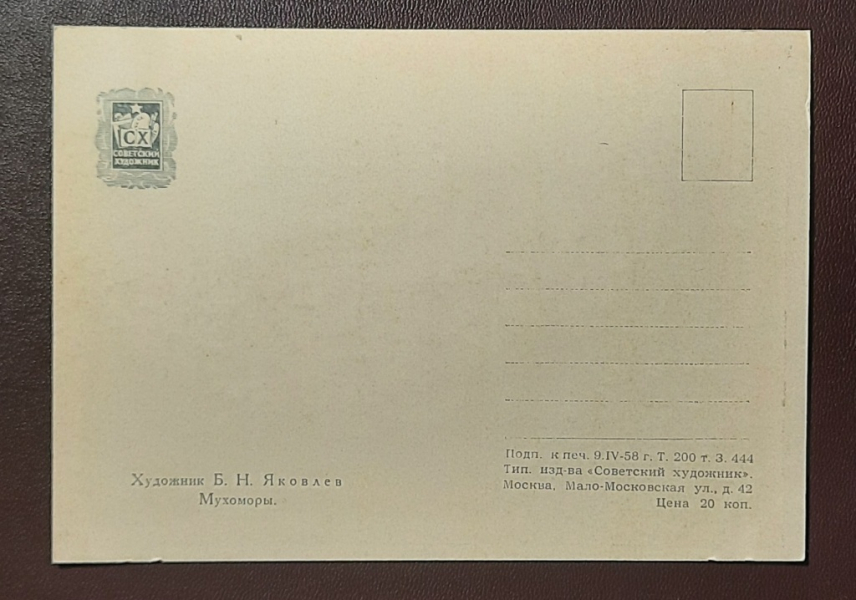 СХ
СОВЕТСКИЙ
ХУДОЖНИК
Художник Б. Н. Яковлев
Мухоморы.
Подп. к печ. 9.IV-58 г. Т. 200 т. З. 444
Тип. изд-ва «Советский художник».
Москва, Мало-Московская ул., д. 42
Цена 20 коп.